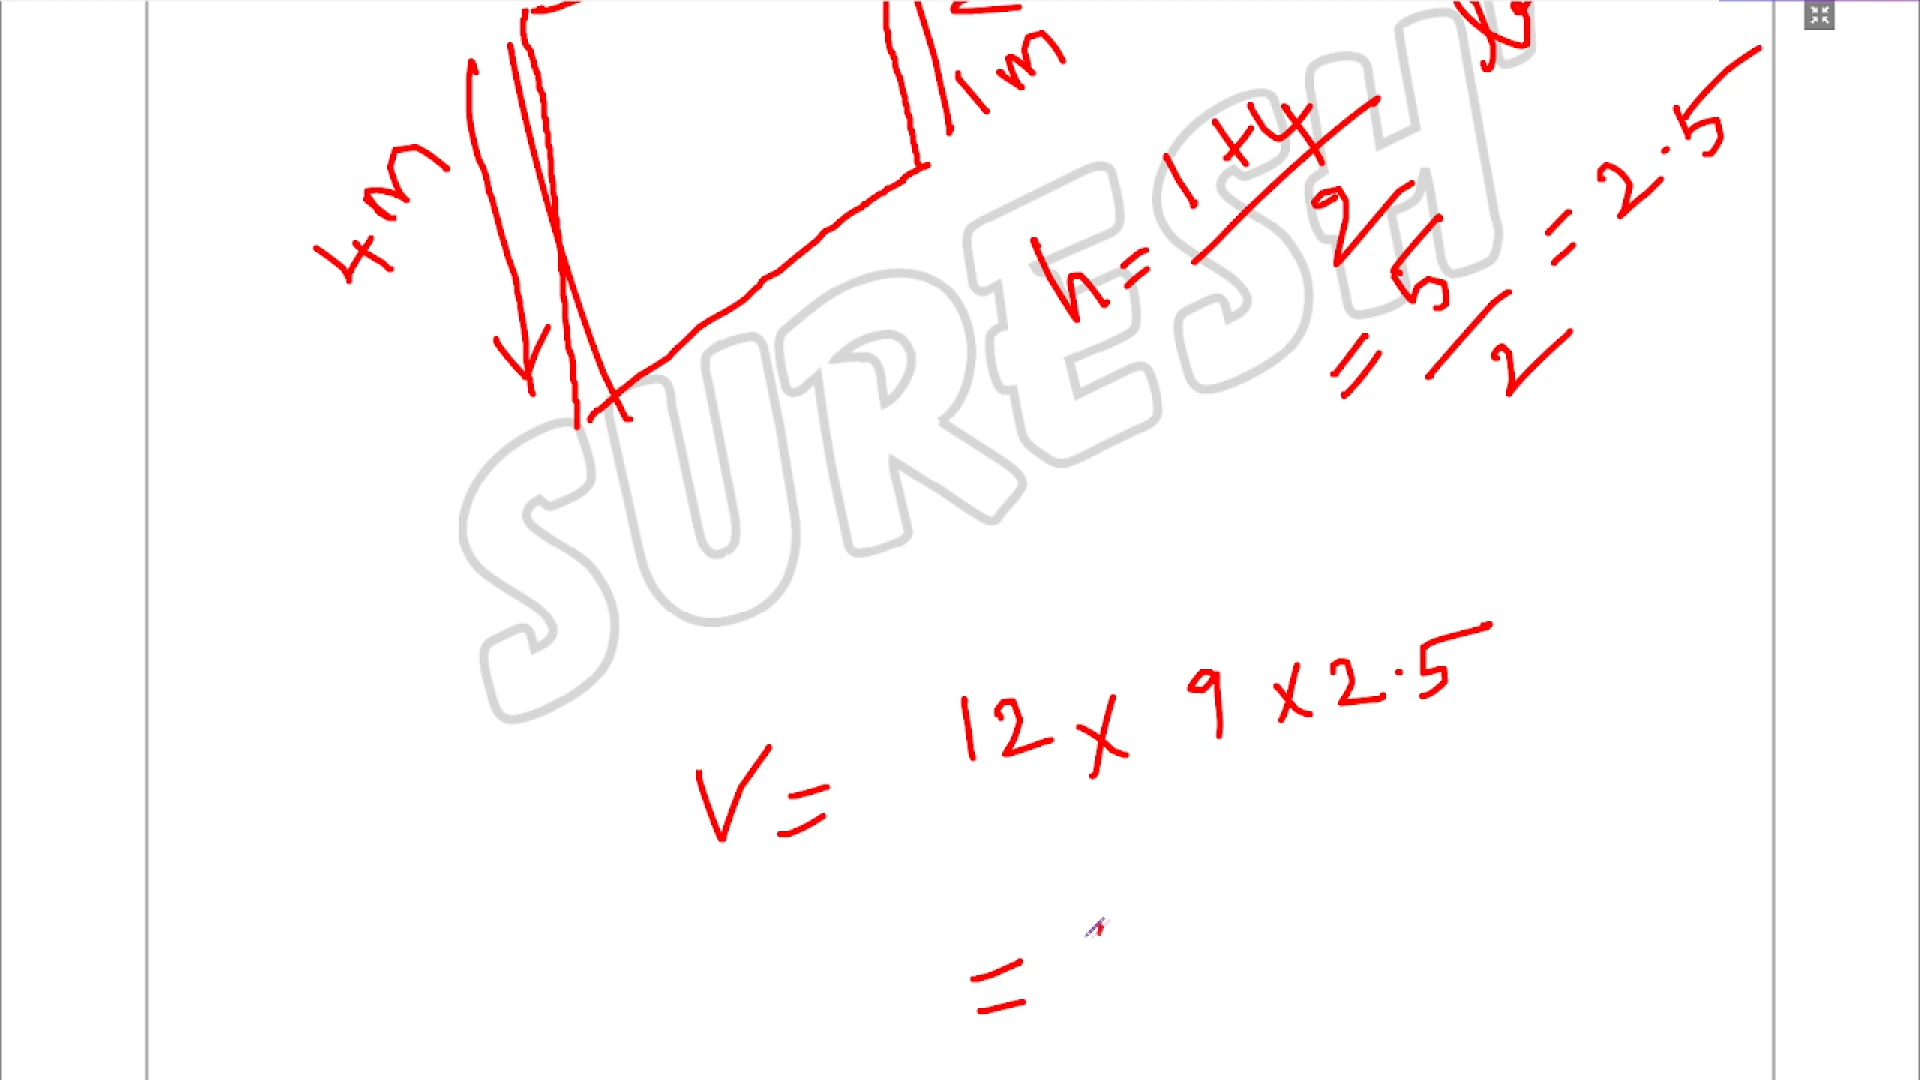 1m
4m
h = 1+4/2
= 5/2 = 2.5
SURESH
V = 12 x 9 x 2.5
=